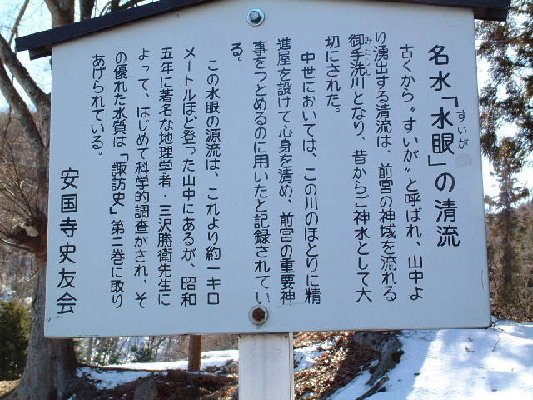 名水「水眼」の清流
すいが
古くから〝すいが〟と呼ばれ、山中よ
り湧出する清流は、前宮の神域を流れる
御手洗川となり、昔からご神水として大
みたらし
切にされた。
中世においては、この川のほとりに精
進屋を設けて心身を清め、前宮の重要神
事をつとめるのに用いたと記録されてい
る。
この水眼の源流は、これより約一キロ
メートルほど登った山中にあるが、昭和
五年に著名な地理学者・三沢勝衛先生に
よって、はじめて科学的調査がされ、そ
の優れた水質は「諏訪史」第二巻に取り
あげられている。
安国寺史友会